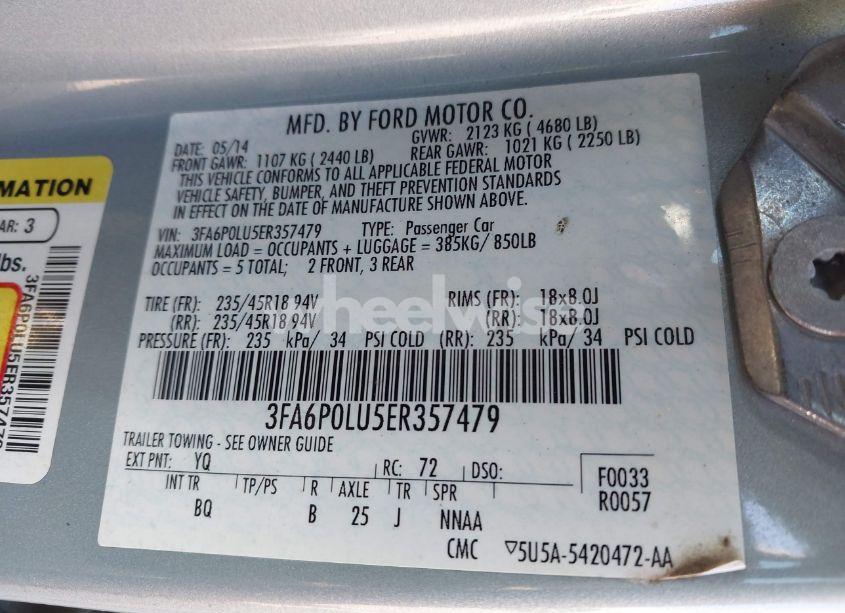 MFD. BY FORD MOTOR CO.
DATE: 05/14 GVWR: 2123 KG ( 4680 LB)
FRONT GAWR: 1107 KG ( 2440 LB) REAR GAWR: 1021 KG ( 2250 LB)
THIS VEHICLE CONFORMS TO ALL APPLICABLE FEDERAL MOTOR
VEHICLE SAFETY, BUMPER, AND THEFT PREVENTION STANDARDS
IN EFFECT ON THE DATE OF MANUFACTURE SHOWN ABOVE.
VIN: 3FA6P0LU5ER357479 TYPE: Passenger Car
MAXIMUM LOAD = OCCUPANTS + LUGGAGE = 385KG/ 850LB
OCCUPANTS = 5 TOTAL; 2 FRONT, 3 REAR
TIRE (FR): 235/45R18 94V RIMS (FR): 18x8.0J
(RR): 235/45R18 94V (RR): 18x8.0J
PRESSURE (FR): 235 kPa/ 34 PSI COLD (RR): 235 kPa/ 34 PSI COLD
3FA6P0LU5ER357479
TRAILER TOWING - SEE OWNER GUIDE
EXT PNT: YQ RC: 72 DSO:
F0033
R0057
INT TR TP/PS R AXLE TR SPR
BQ B 25 J NNAA
CMC ▽5U5A-5420472-AA
RMATION
AR: 3
lbs.
3FA6P0LU5ER357479
heelwis